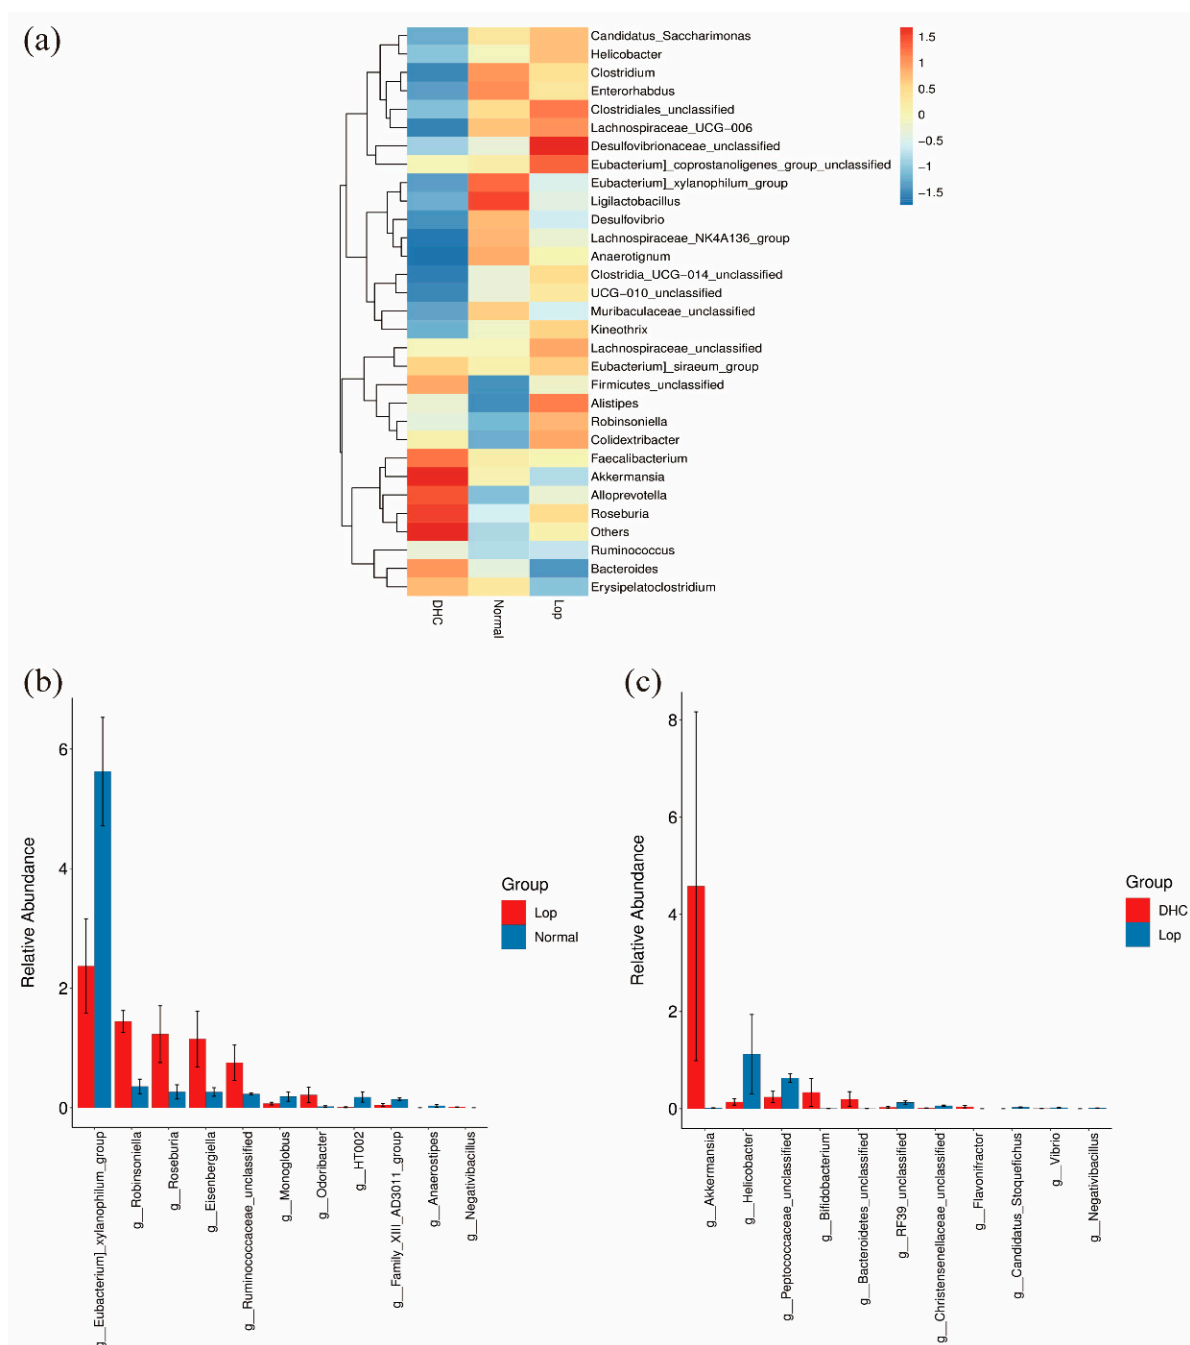 (a)
Candidatus_Saccharimonas
Helicobacter
Clostridium
Enterorhabdus
Clostridiales_unclassified
Lachnospiraceae_UCG−006
Desulfovibrionaceae_unclassified
Eubacterium]_coprostanoligenes_group_unclassified
Eubacterium]_xylanophilum_group
Ligilactobacillus
Desulfovibrio
Lachnospiraceae_NK4A136_group
Anaerotignum
Clostridia_UCG−014_unclassified
UCG−010_unclassified
Muribaculaceae_unclassified
Kineothrix
Lachnospiraceae_unclassified
Eubacterium]_siraeum_group
Firmicutes_unclassified
Alistipes
Robinsoniella
Colidextribacter
Faecalibacterium
Akkermansia
Alloprevotella
Roseburia
Others
Ruminococcus
Bacteroides
Erysipelatoclostridium
DHC
Normal
Lop
1.5
1
0.5
0
−0.5
−1
−1.5
(b)
Relative Abundance
6
4
2
0
g__Eubacterium]_xylanophilum_group
g__Robinsoniella
g__Roseburia
g__Eisenbergiella
g__Ruminococcaceae_unclassified
g__Monoglobus
g__Odoribacter
g__HT002
g__Family_XIII_AD3011_group
g__Anaerostipes
g__Negativibacillus
Group
Lop
Normal
(c)
Relative Abundance
8
6
4
2
0
g__Akkermansia
g__Helicobacter
g__Peptococcaceae_unclassified
g__Bifidobacterium
g__Bacteroidetes_unclassified
g__RF39_unclassified
g__Christensenellaceae_unclassified
g__Flavonifractor
g__Candidatus_Stoquefichus
g__Vibrio
g__Negativibacillus
Group
DHC
Lop